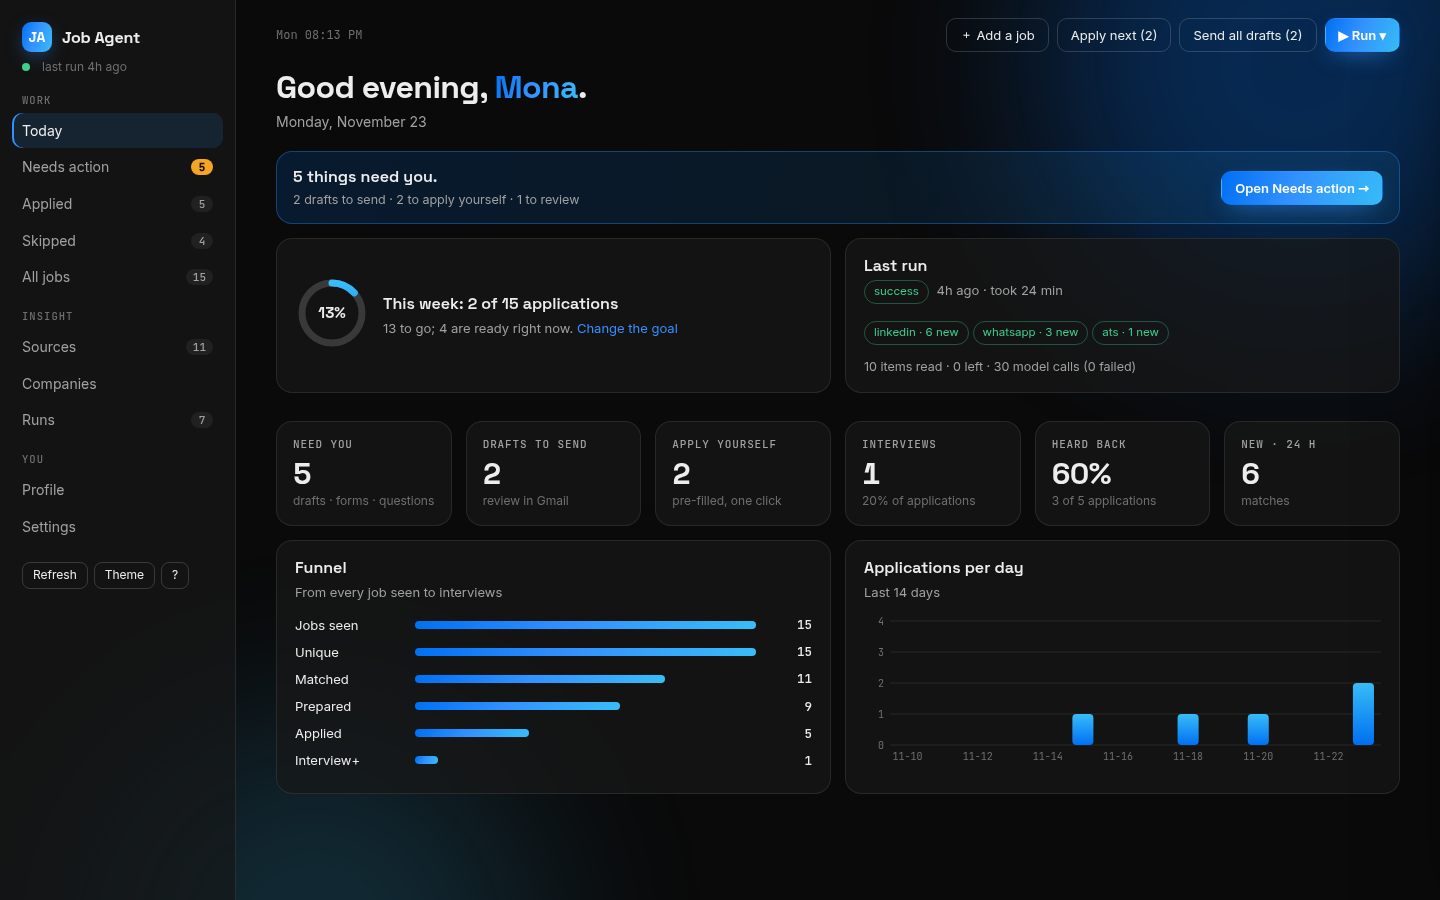 JA Job Agent
last run 4h ago
WORK
Today
Needs action 5
Applied 5
Skipped 4
All jobs 15
INSIGHT
Sources 11
Companies
Runs 7
YOU
Profile
Settings
Refresh Theme ?
Mon 08:13 PM
+ Add a job Apply next (2) Send all drafts (2) ▶ Run ▾
Good evening, Mona.
Monday, November 23
5 things need you.
2 drafts to send · 2 to apply yourself · 1 to review
Open Needs action →
13%
This week: 2 of 15 applications
13 to go; 4 are ready right now. Change the goal
Last run
success 4h ago · took 24 min
linkedin · 6 new whatsapp · 3 new ats · 1 new
10 items read · 0 left · 30 model calls (0 failed)
NEED YOU
5
drafts · forms · questions
DRAFTS TO SEND
2
review in Gmail
APPLY YOURSELF
2
pre-filled, one click
INTERVIEWS
1
20% of applications
HEARD BACK
60%
3 of 5 applications
NEW · 24 H
6
matches
Funnel
From every job seen to interviews
Jobs seen 15
Unique 15
Matched 11
Prepared 9
Applied 5
Interview+ 1
Applications per day
Last 14 days
4
3
2
1
0
11-10 11-12 11-14 11-16 11-18 11-20 11-22